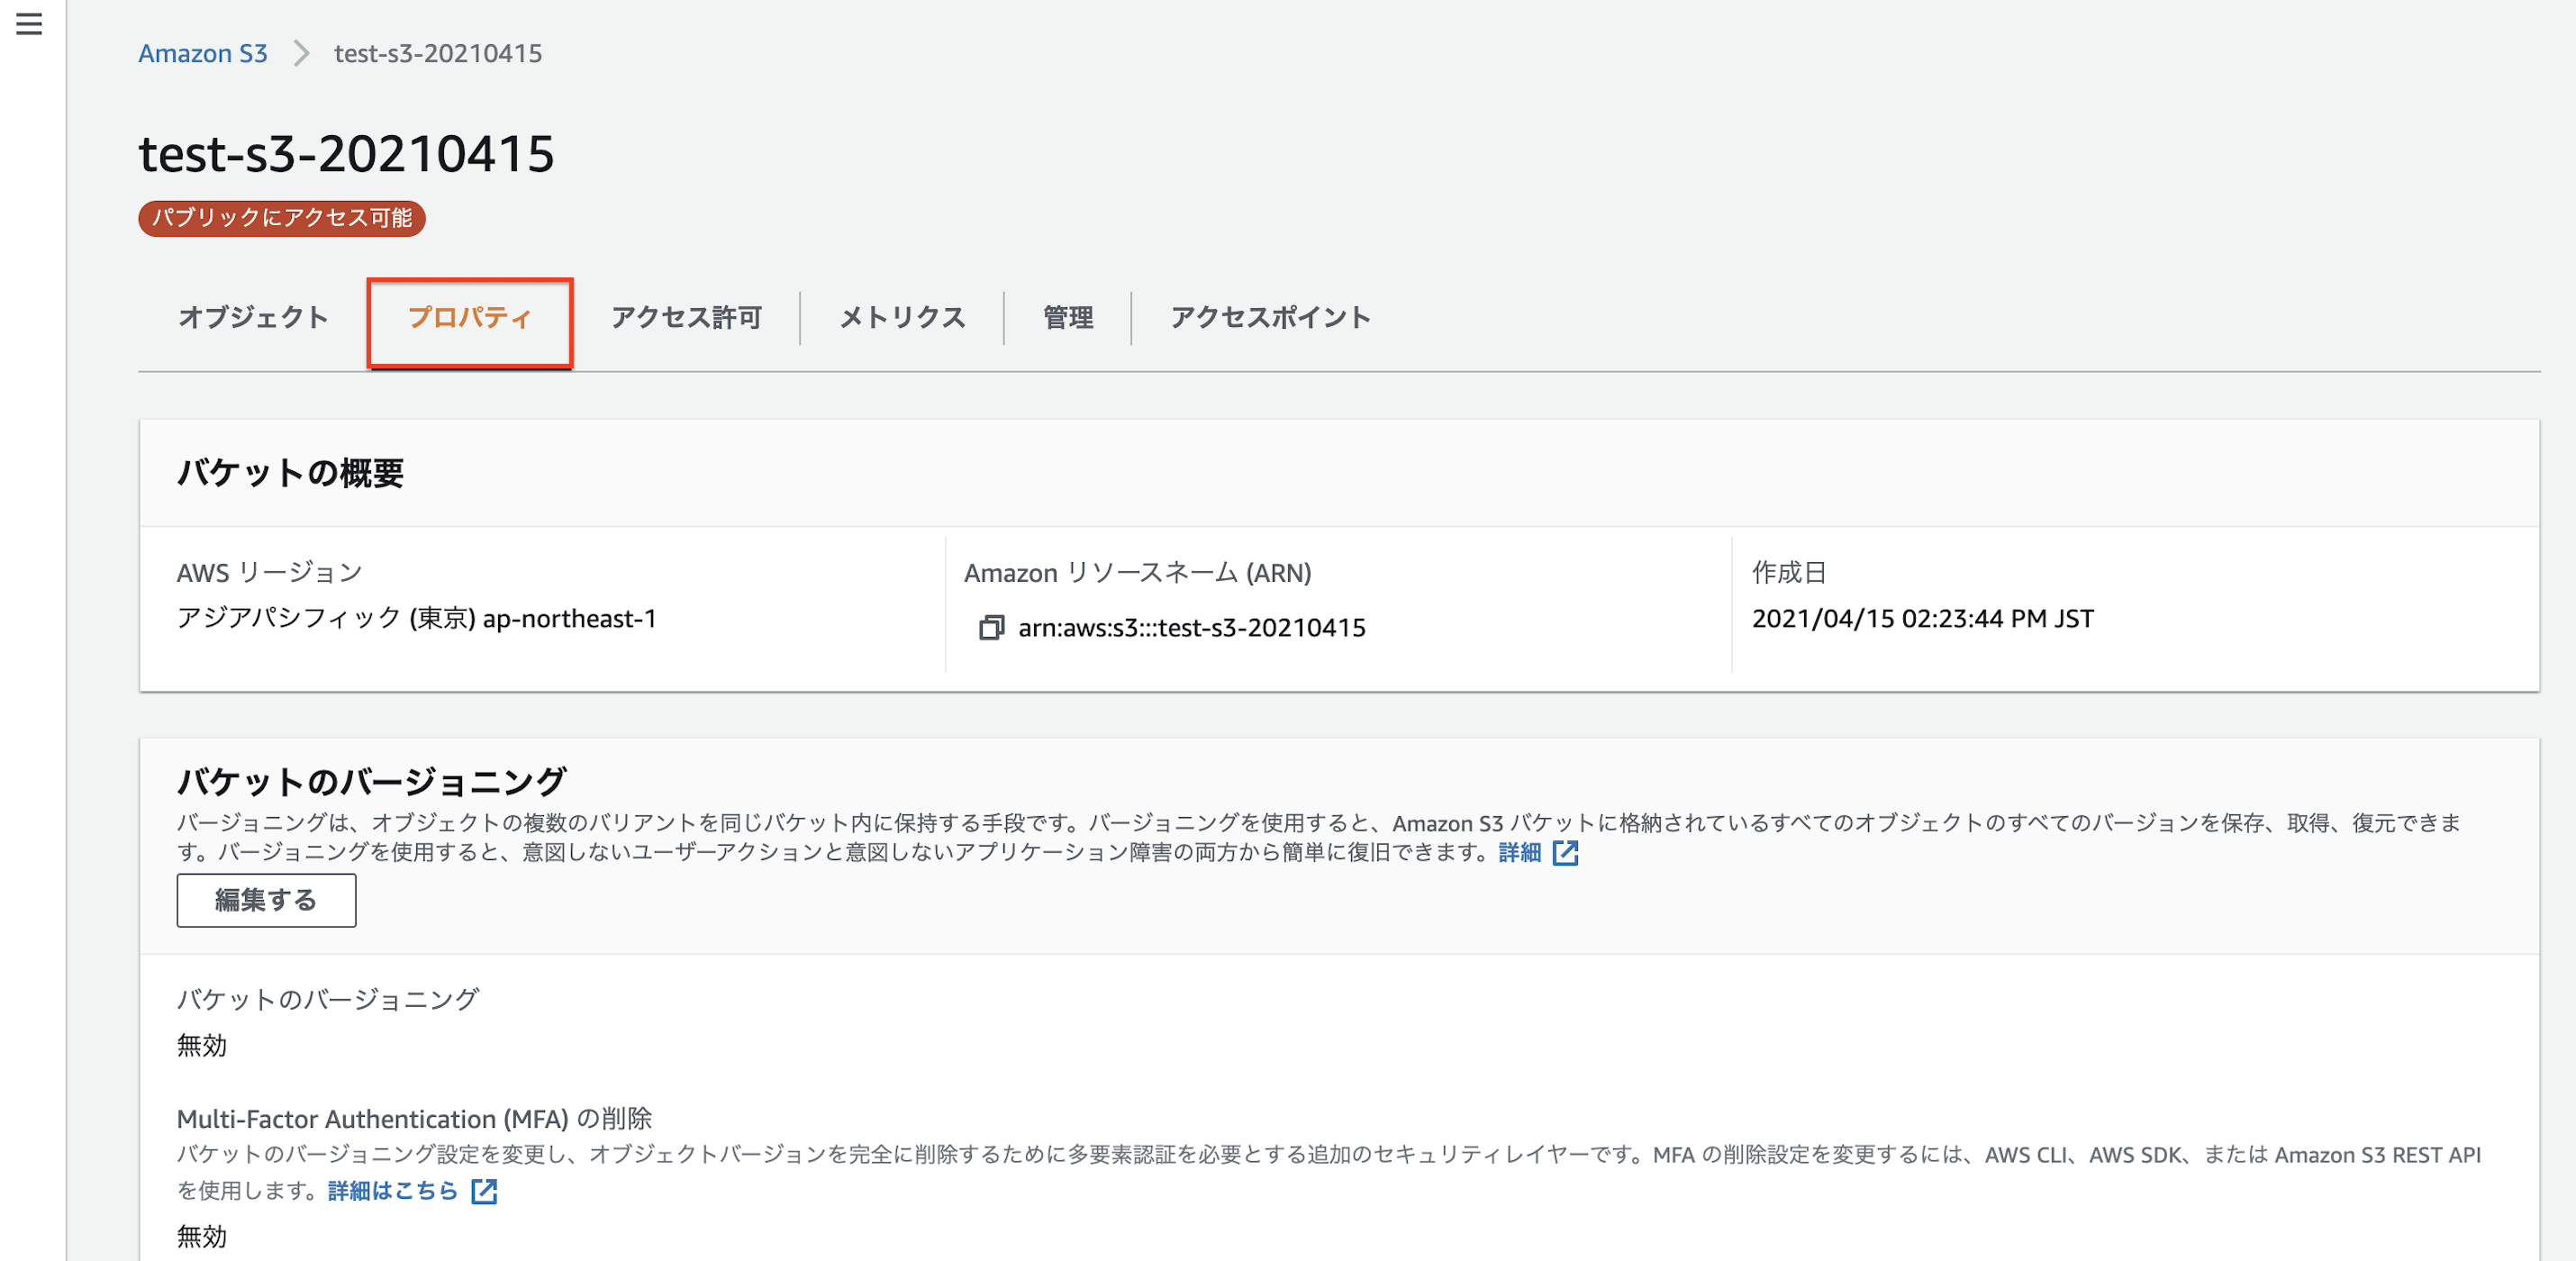 Amazon S3 > test-s3-20210415
test-s3-20210415
パブリックにアクセス可能
オブジェクト プロパティ アクセス許可 メトリクス 管理 アクセスポイント
バケットの概要
AWS リージョン
アジアパシフィック (東京) ap-northeast-1
Amazon リソースネーム (ARN)
arn:aws:s3:::test-s3-20210415
作成日
2021/04/15 02:23:44 PM JST
バケットのバージョニング
バージョニングは、オブジェクトの複数のバリアントを同じバケット内に保持する手段です。バージョニングを使用すると、Amazon S3 バケットに格納されているすべてのオブジェクトのすべてのバージョンを保存、取得、復元できま
す。バージョニングを使用すると、意図しないユーザーアクションと意図しないアプリケーション障害の両方から簡単に復旧できます。詳細
編集する
バケットのバージョニング
無効
Multi-Factor Authentication (MFA) の削除
バケットのバージョニング設定を変更し、オブジェクトバージョンを完全に削除するために多要素認証を必要とする追加のセキュリティレイヤーです。MFA の削除設定を変更するには、AWS CLI、AWS SDK、または Amazon S3 REST API
を使用します。詳細はこちら
無効